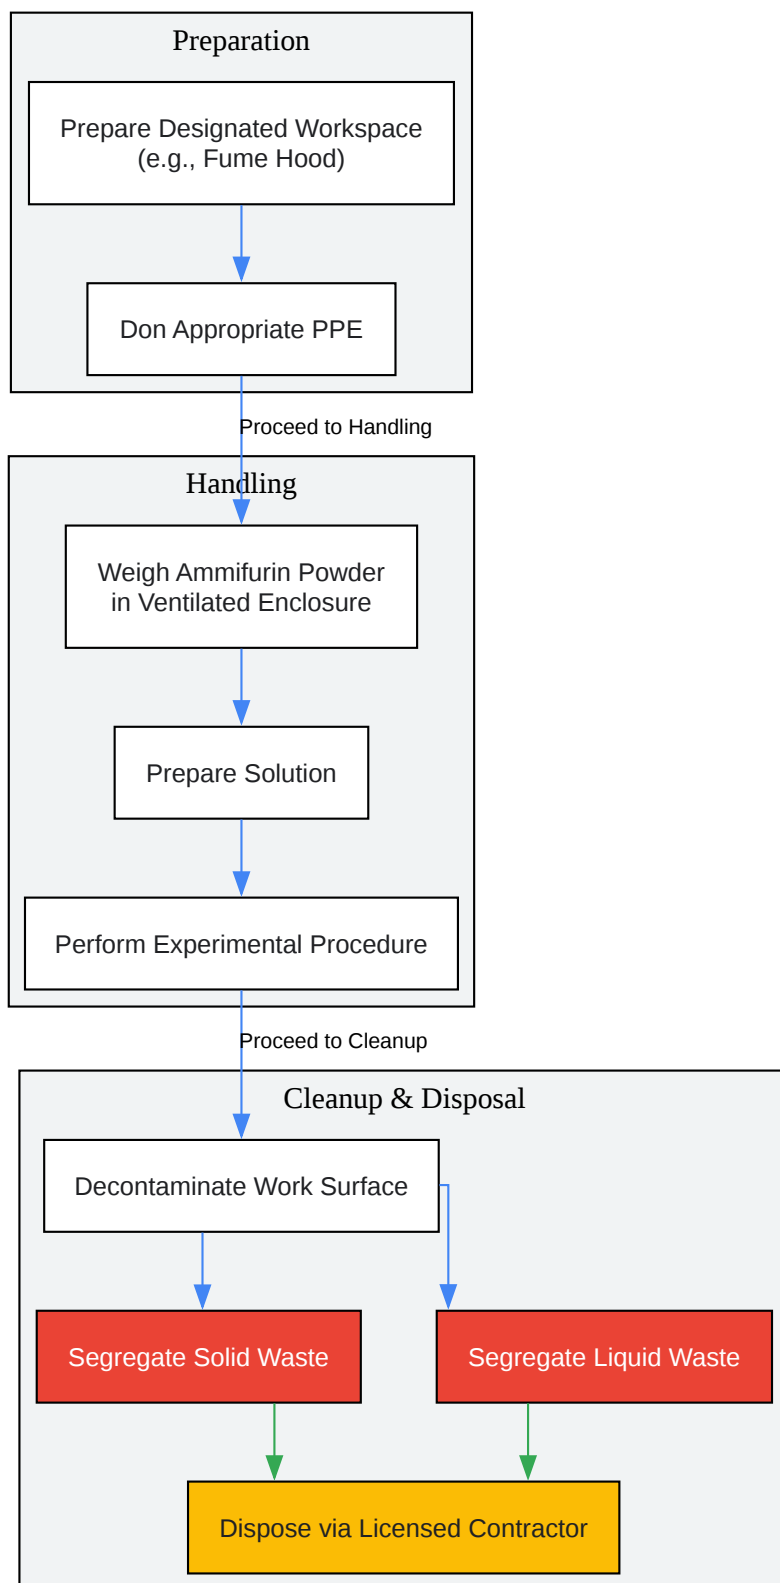 Preparation
Prepare Designated Workspace
(e.g., Fume Hood)
Don Appropriate PPE
Proceed to Handling
Handling
Weigh Ammifurin Powder
in Ventilated Enclosure
Prepare Solution
Perform Experimental Procedure
Proceed to Cleanup
Cleanup & Disposal
Decontaminate Work Surface
Segregate Solid Waste
Segregate Liquid Waste
Dispose via Licensed Contractor